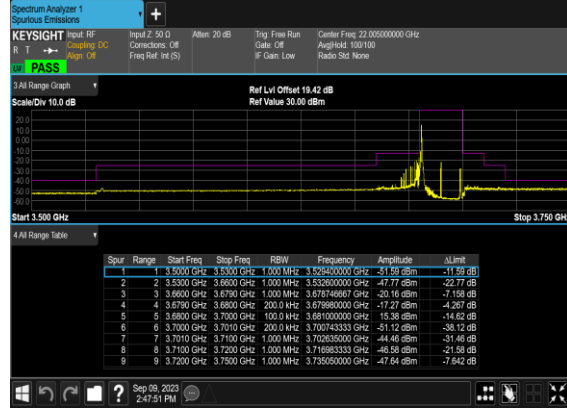 Spectrum Analyzer 1
Spurious Emissions
KEYSIGHT Input: RF Input Z: 50 Ω Atten: 20 dB Trig: Free Run Center Freq: 22.005000000 GHz
R T Coupling: DC Corrections: Off Gate: Off Avg|Hold: 100/100
Align: Off Freq Ref: Int (S) IF Gain: Low Radio Std: None
LW PASS
3 All Range Graph
Ref Lvl Offset 19.42 dB
Scale/Div 10.0 dB Ref Value 30.00 dBm
20.0
10.0
0.00
-10.0
-20.0
-30.0
-40.0
-50.0
-60.0
Start 3.500 GHz Stop 3.750 GHz
4 All Range Table
Spur Range Start Freq Stop Freq RBW Frequency Amplitude ΔLimit
1 1 3.5000 GHz 3.5300 GHz 1.000 MHz 3.529400000 GHz -51.59 dBm -11.59 dB
2 2 3.5300 GHz 3.6600 GHz 1.000 MHz 3.532600000 GHz -47.77 dBm -22.77 dB
3 3 3.6600 GHz 3.6790 GHz 1.000 MHz 3.678746667 GHz -20.16 dBm -7.158 dB
4 4 3.6790 GHz 3.6800 GHz 200.0 kHz 3.679980000 GHz -17.27 dBm -4.267 dB
5 5 3.6800 GHz 3.7000 GHz 100.0 kHz 3.681000000 GHz 15.38 dBm -14.62 dB
6 6 3.7000 GHz 3.7010 GHz 200.0 kHz 3.700743333 GHz -51.12 dBm -38.12 dB
7 7 3.7010 GHz 3.7100 GHz 1.000 MHz 3.702635000 GHz -44.46 dBm -31.46 dB
8 8 3.7100 GHz 3.7200 GHz 1.000 MHz 3.716983333 GHz -46.58 dBm -21.58 dB
9 9 3.7200 GHz 3.7500 GHz 1.000 MHz 3.735050000 GHz -47.64 dBm -7.642 dB
? Sep 09, 2023
2:47:51 PM